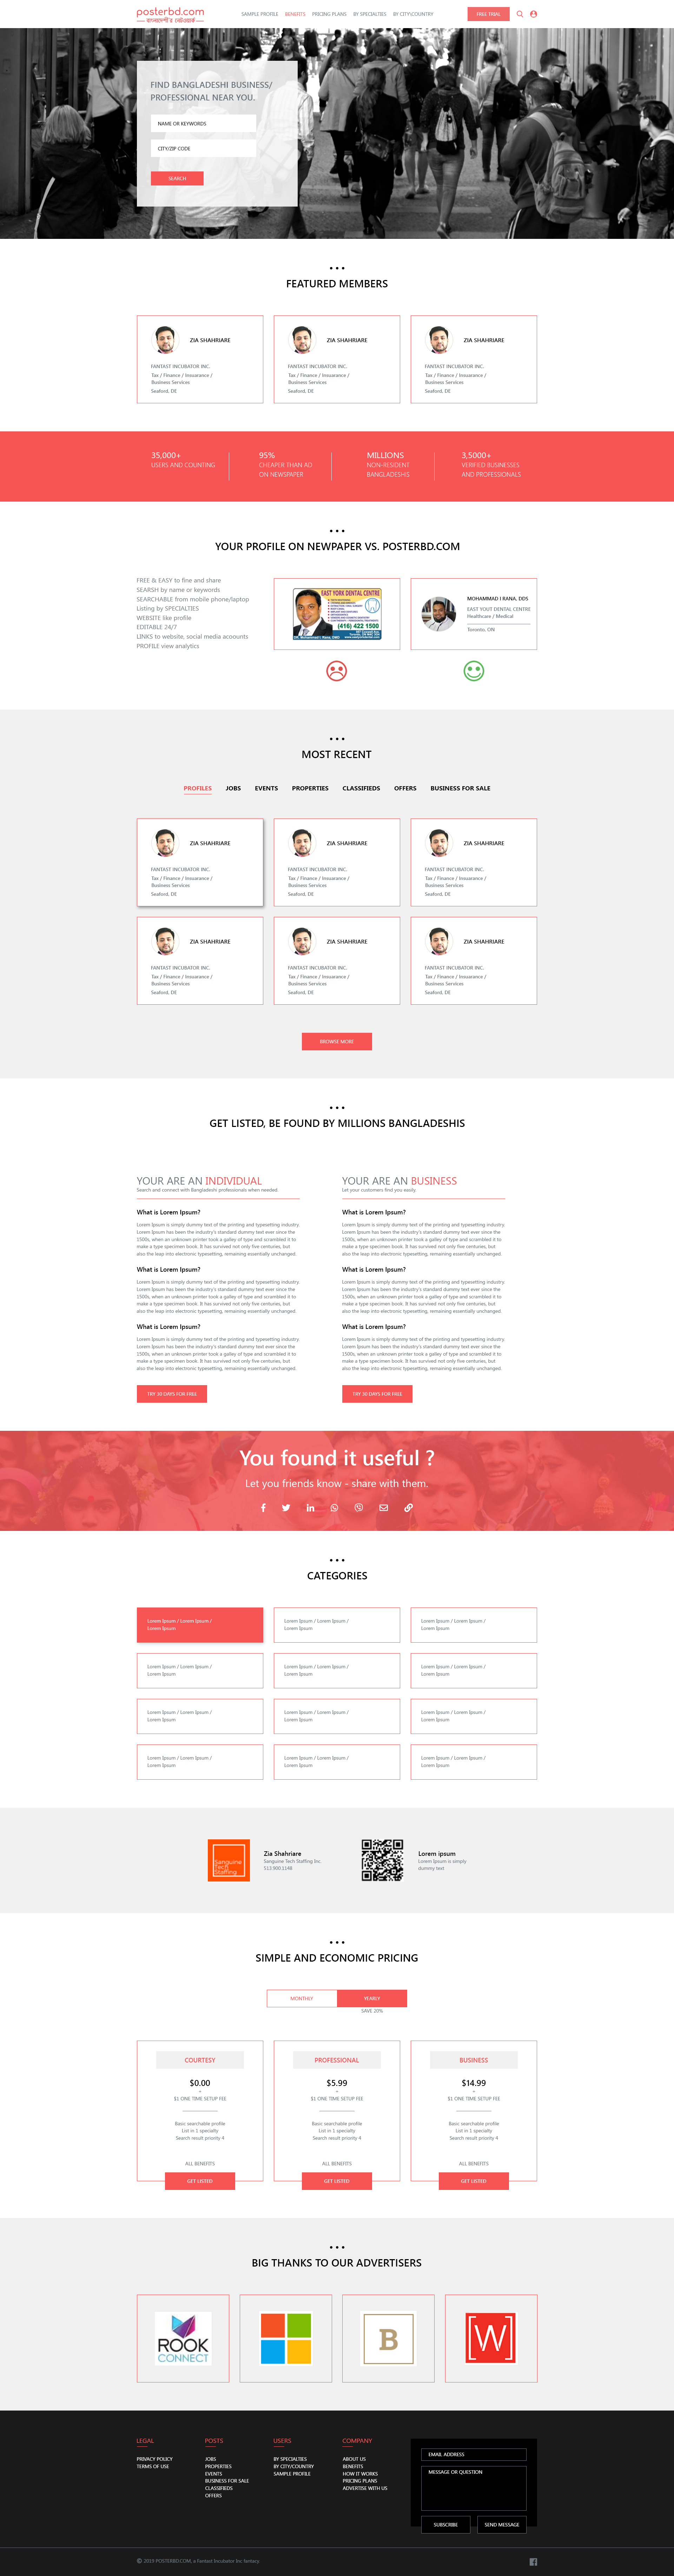 posterbd.com
বাংলাদেশী'র নেটওয়ার্ক
SAMPLE PROFILE BENEFITS PRICING PLANS BY SPECIALTIES BY CITY\COUNTRY
FREE TRIAL
FIND BANGLADESHI BUSINESS/
PROFESSIONAL NEAR YOU.
NAME OR KEYWORDS
CITY/ZIP CODE
SEARCH
FEATURED MEMBERS
ZIA SHAHRIARE
FANTAST INCUBATOR INC.
Tax / Finance / Insuarance /
Business Services
Seaford, DE
ZIA SHAHRIARE
FANTAST INCUBATOR INC.
Tax / Finance / Insuarance /
Business Services
Seaford, DE
ZIA SHAHRIARE
FANTAST INCUBATOR INC.
Tax / Finance / Insuarance /
Business Services
Seaford, DE
35,000+
USERS AND COUNTING
95%
CHEAPER THAN AD
ON NEWSPAPER
MILLIONS
NON-RESIDENT
BANGLADESHIS
3,5000+
VERIFIED BUSINESSES
AND PROFESSIONALS
YOUR PROFILE ON NEWPAPER VS. POSTERBD.COM
FREE & EASY to fine and share
SEARSH by name or keywords
SEARCHABLE from mobile phone/laptop
Listing by SPECIALTIES
WEBSITE like profile
EDITABLE 24/7
LINKS to website, social media acoounts
PROFILE view analytics
EAST YORK DENTAL CENTRE
(416) 422 1500
MOHAMMAD I RANA, DDS
EAST YOUT DENTAL CENTRE
Healthcare / Medical
Toronto, ON
MOST RECENT
PROFILES JOBS EVENTS PROPERTIES CLASSIFIEDS OFFERS BUSINESS FOR SALE
ZIA SHAHRIARE
FANTAST INCUBATOR INC.
Tax / Finance / Insuarance /
Business Services
Seaford, DE
ZIA SHAHRIARE
FANTAST INCUBATOR INC.
Tax / Finance / Insuarance /
Business Services
Seaford, DE
ZIA SHAHRIARE
FANTAST INCUBATOR INC.
Tax / Finance / Insuarance /
Business Services
Seaford, DE
ZIA SHAHRIARE
FANTAST INCUBATOR INC.
Tax / Finance / Insuarance /
Business Services
Seaford, DE
ZIA SHAHRIARE
FANTAST INCUBATOR INC.
Tax / Finance / Insuarance /
Business Services
Seaford, DE
ZIA SHAHRIARE
FANTAST INCUBATOR INC.
Tax / Finance / Insuarance /
Business Services
Seaford, DE
BROWSE MORE
GET LISTED, BE FOUND BY MILLIONS BANGLADESHIS
YOUR ARE AN INDIVIDUAL
Search and connect with Bangladeshi professionals when needed.
What is Lorem Ipsum?
Lorem Ipsum is simply dummy text of the printing and typesetting industry.
Lorem Ipsum has been the industry's standard dummy text ever since the
1500s, when an unknown printer took a galley of type and scrambled it to
make a type specimen book. It has survived not only five centuries, but
also the leap into electronic typesetting, remaining essentially unchanged.
What is Lorem Ipsum?
Lorem Ipsum is simply dummy text of the printing and typesetting industry.
Lorem Ipsum has been the industry's standard dummy text ever since the
1500s, when an unknown printer took a galley of type and scrambled it to
make a type specimen book. It has survived not only five centuries, but
also the leap into electronic typesetting, remaining essentially unchanged.
What is Lorem Ipsum?
Lorem Ipsum is simply dummy text of the printing and typesetting industry.
Lorem Ipsum has been the industry's standard dummy text ever since the
1500s, when an unknown printer took a galley of type and scrambled it to
make a type specimen book. It has survived not only five centuries, but
also the leap into electronic typesetting, remaining essentially unchanged.
TRY 30 DAYS FOR FREE
YOUR ARE AN BUSINESS
Let your customers find you easily.
What is Lorem Ipsum?
Lorem Ipsum is simply dummy text of the printing and typesetting industry.
Lorem Ipsum has been the industry's standard dummy text ever since the
1500s, when an unknown printer took a galley of type and scrambled it to
make a type specimen book. It has survived not only five centuries, but
also the leap into electronic typesetting, remaining essentially unchanged.
What is Lorem Ipsum?
Lorem Ipsum is simply dummy text of the printing and typesetting industry.
Lorem Ipsum has been the industry's standard dummy text ever since the
1500s, when an unknown printer took a galley of type and scrambled it to
make a type specimen book. It has survived not only five centuries, but
also the leap into electronic typesetting, remaining essentially unchanged.
What is Lorem Ipsum?
Lorem Ipsum is simply dummy text of the printing and typesetting industry.
Lorem Ipsum has been the industry's standard dummy text ever since the
1500s, when an unknown printer took a galley of type and scrambled it to
make a type specimen book. It has survived not only five centuries, but
also the leap into electronic typesetting, remaining essentially unchanged.
TRY 30 DAYS FOR FREE
You found it useful ?
Let you friends know - share with them.
CATEGORIES
Lorem Ipsum / Lorem Ipsum /
Lorem Ipsum
Lorem Ipsum / Lorem Ipsum /
Lorem Ipsum
Lorem Ipsum / Lorem Ipsum /
Lorem Ipsum
Lorem Ipsum / Lorem Ipsum /
Lorem Ipsum
Lorem Ipsum / Lorem Ipsum /
Lorem Ipsum
Lorem Ipsum / Lorem Ipsum /
Lorem Ipsum
Lorem Ipsum / Lorem Ipsum /
Lorem Ipsum
Lorem Ipsum / Lorem Ipsum /
Lorem Ipsum
Lorem Ipsum / Lorem Ipsum /
Lorem Ipsum
Lorem Ipsum / Lorem Ipsum /
Lorem Ipsum
Lorem Ipsum / Lorem Ipsum /
Lorem Ipsum
Lorem Ipsum / Lorem Ipsum /
Lorem Ipsum
Sanguine
Tech
Staffing
Zia Shahriare
Sanguine Tech Staffing Inc.
513.900.1148
Lorem ipsum
Lorem Ipsum is simply
dummy text
SIMPLE AND ECONOMIC PRICING
MONTHLY YEARLY
SAVE 20%
COURTESY
$0.00
+
$1 ONE TIME SETUP FEE
Basic searchable profile
List in 1 specialty
Search result priority 4
ALL BENEFITS
GET LISTED
PROFESSIONAL
$5.99
+
$1 ONE TIME SETUP FEE
Basic searchable profile
List in 1 specialty
Search result priority 4
ALL BENEFITS
GET LISTED
BUSINESS
$14.99
+
$1 ONE TIME SETUP FEE
Basic searchable profile
List in 1 specialty
Search result priority 4
ALL BENEFITS
GET LISTED
BIG THANKS TO OUR ADVERTISERS
ROOK
CONNECT
B
W
LEGAL
PRIVACY POLICY
TERMS OF USE
POSTS
JOBS
PROPERTIES
EVENTS
BUSINESS FOR SALE
CLASSIFIEDS
OFFERS
USERS
BY SPECIALTIES
BY CITY/COUNTRY
SAMPLE PROFILE
COMPANY
ABOUT US
BENEFITS
HOW IT WORKS
PRICING PLANS
ADVERTISE WITH US
EMAIL ADDRESS
MESSAGE OR QUESTION
SUBSCRIBE
SEND MESSAGE
© 2019 POSTERBD.COM, a Fantast Incubator Inc fantasy.